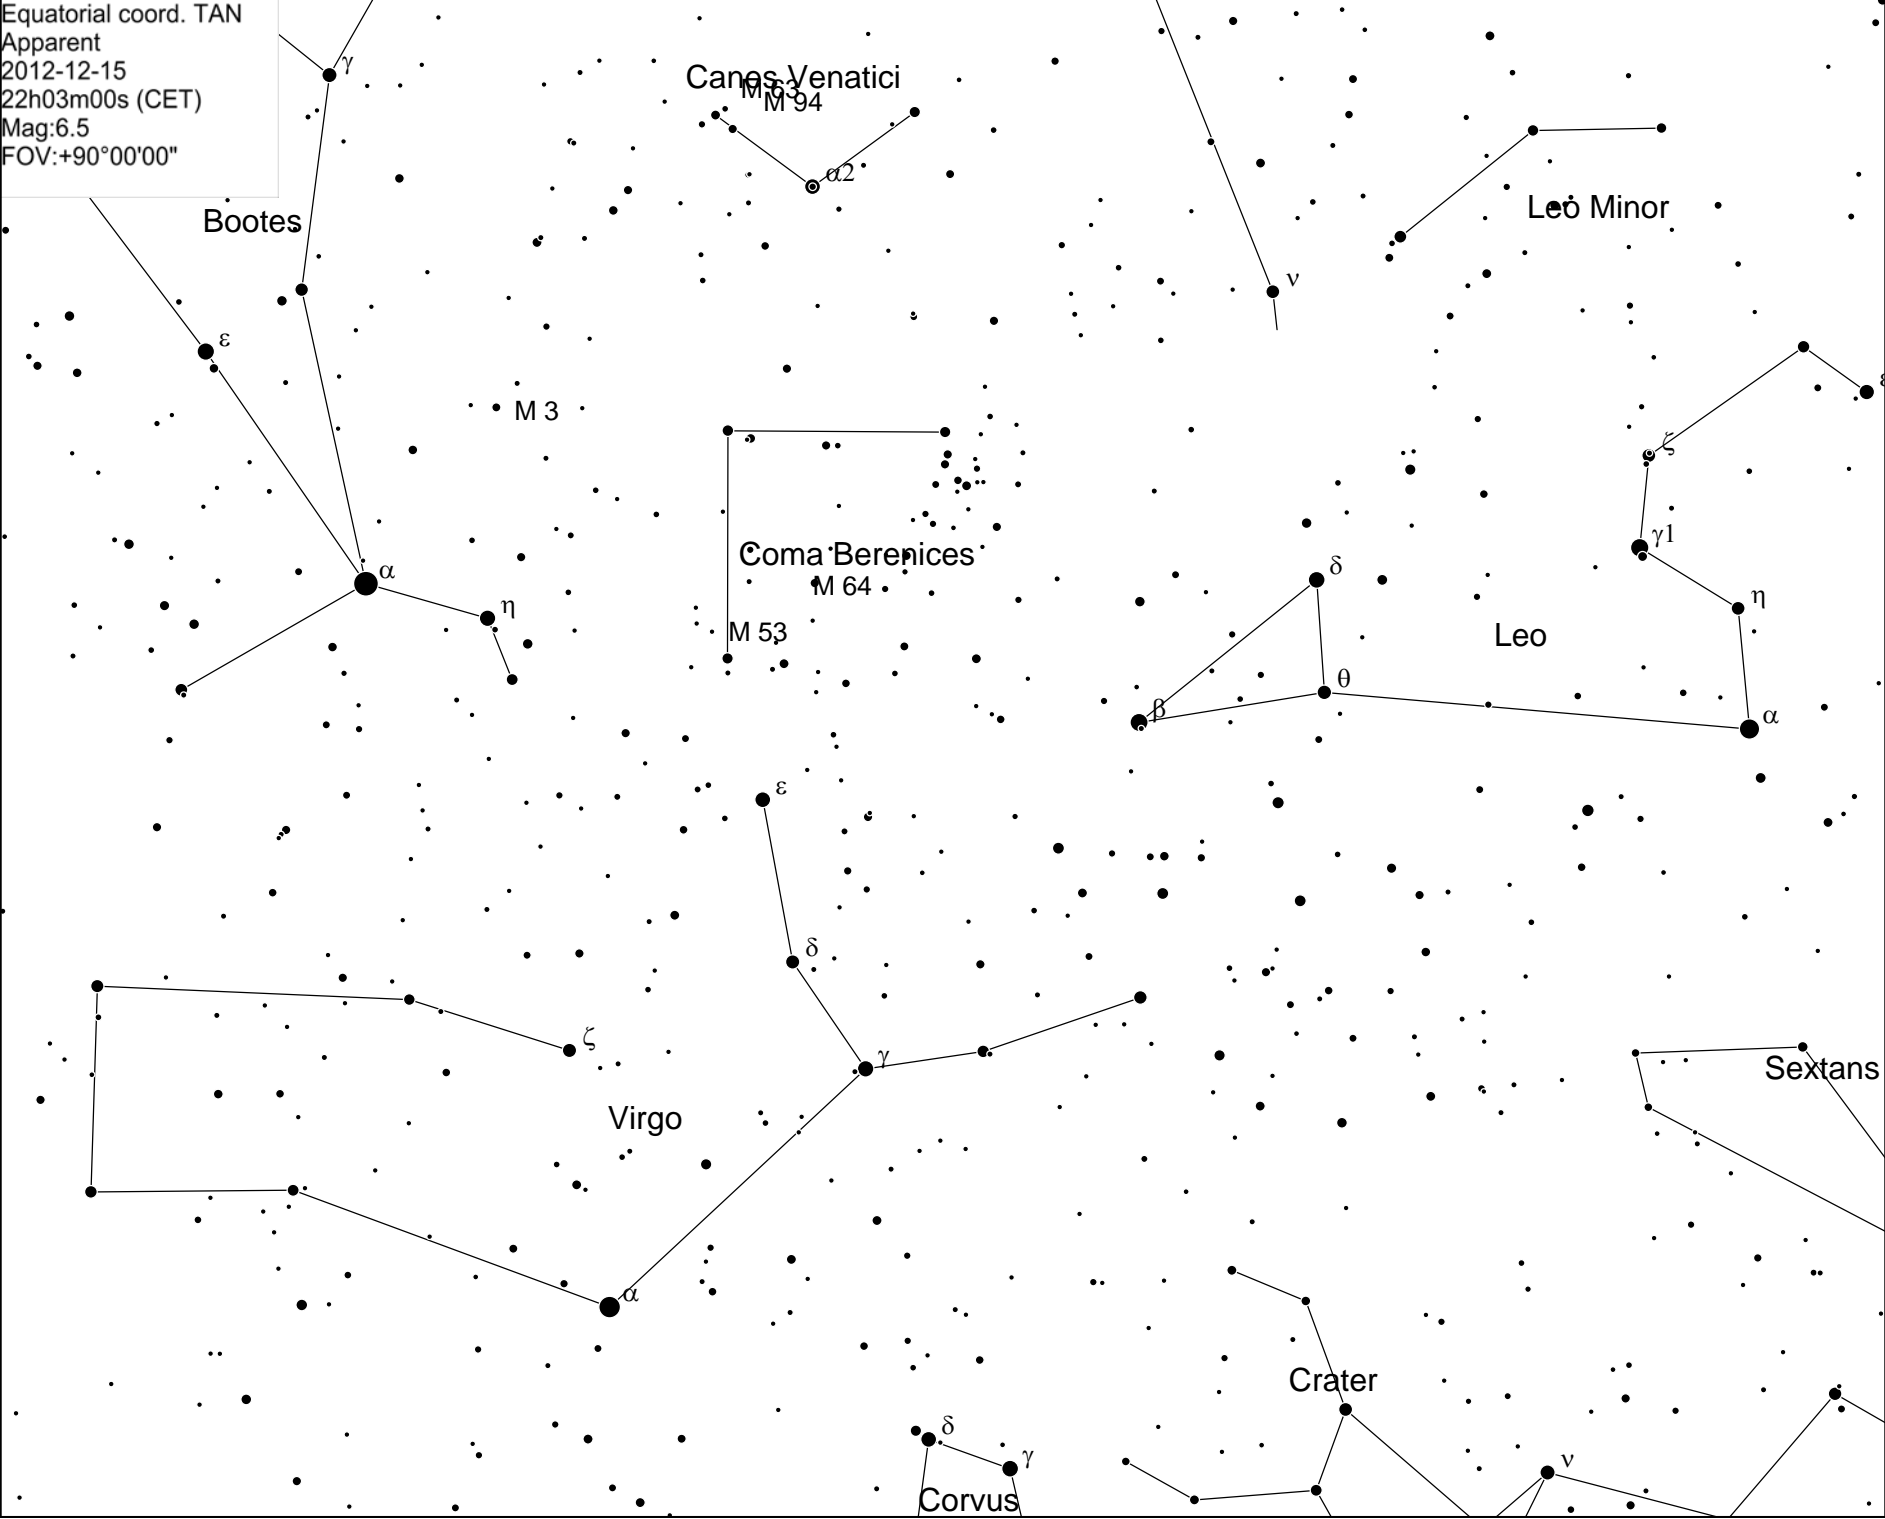 Equatorial coord. TAN
Apparent
2012-12-15
22h03m00s (CET)
Mag:6.5
FOV:+90°00'00"
γ
Canes Venatici
M 63
M 94
α2
Bootes
Leo Minor
ν
ε
ε
M 3
ζ
γ1
Coma Berenices
α
δ
M 64
η
η
M 53
Leo
θ
β
α
ε
δ
ζ
γ
Sextans
Virgo
α
Crater
δ
γ
ν
Corvus